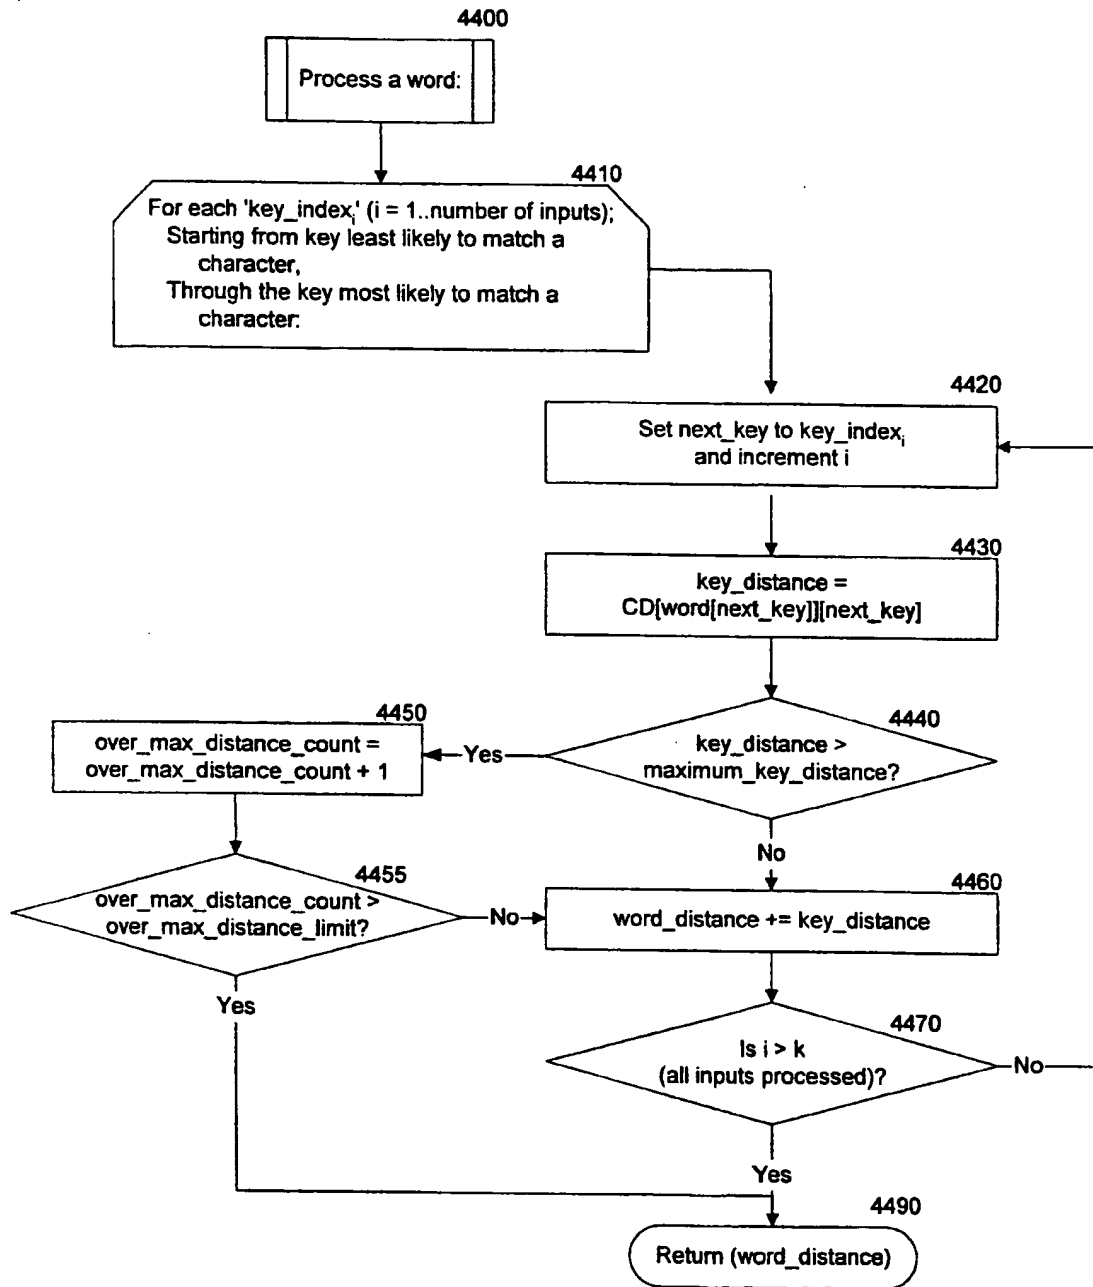 4400
Process a word:
4410
For each 'key_index_i' (i = 1..number of inputs);
Starting from key least likely to match a
character,
Through the key most likely to match a
character:
4420
Set next_key to key_index_i
and increment i
4430
key_distance =
CD[word[next_key]][next_key]
4440
key_distance >
maximum_key_distance?
Yes
4450
over_max_distance_count =
over_max_distance_count + 1
No
4455
over_max_distance_count >
over_max_distance_limit?
No
4460
word_distance += key_distance
Yes
4470
Is i > k
(all inputs processed)?
No
Yes
4490
Return (word_distance)